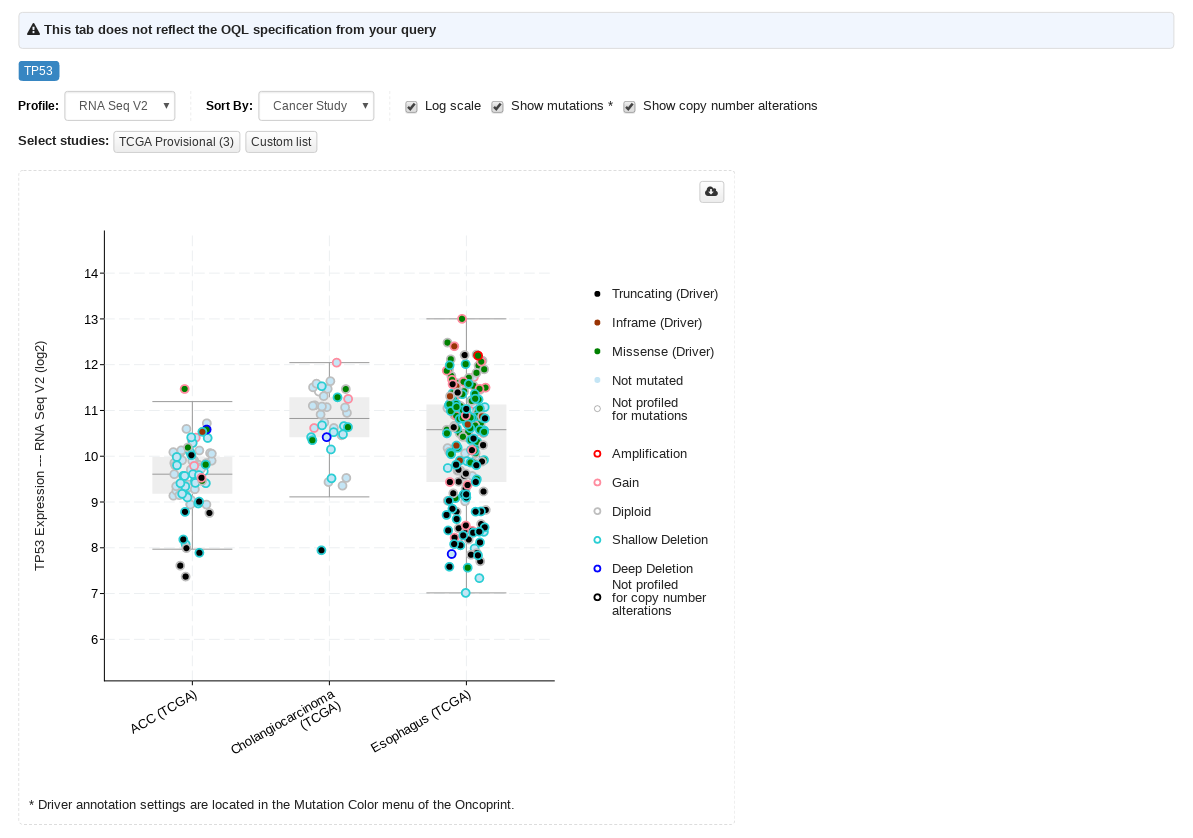 This tab does not reflect the OQL specification from your query
TP53
Profile: RNA Seq V2 Sort By: Cancer Study Log scale Show mutations * Show copy number alterations
Select studies: TCGA Provisional (3) Custom list
TP53 Expression --- RNA Seq V2 (log2)
14
13
12
11
10
9
8
7
6
ACC (TCGA)
Cholangiocarcinoma
(TCGA)
Esophagus (TCGA)
Truncating (Driver)
Inframe (Driver)
Missense (Driver)
Not mutated
Not profiled
for mutations
Amplification
Gain
Diploid
Shallow Deletion
Deep Deletion
Not profiled
for copy number
alterations
* Driver annotation settings are located in the Mutation Color menu of the Oncoprint.